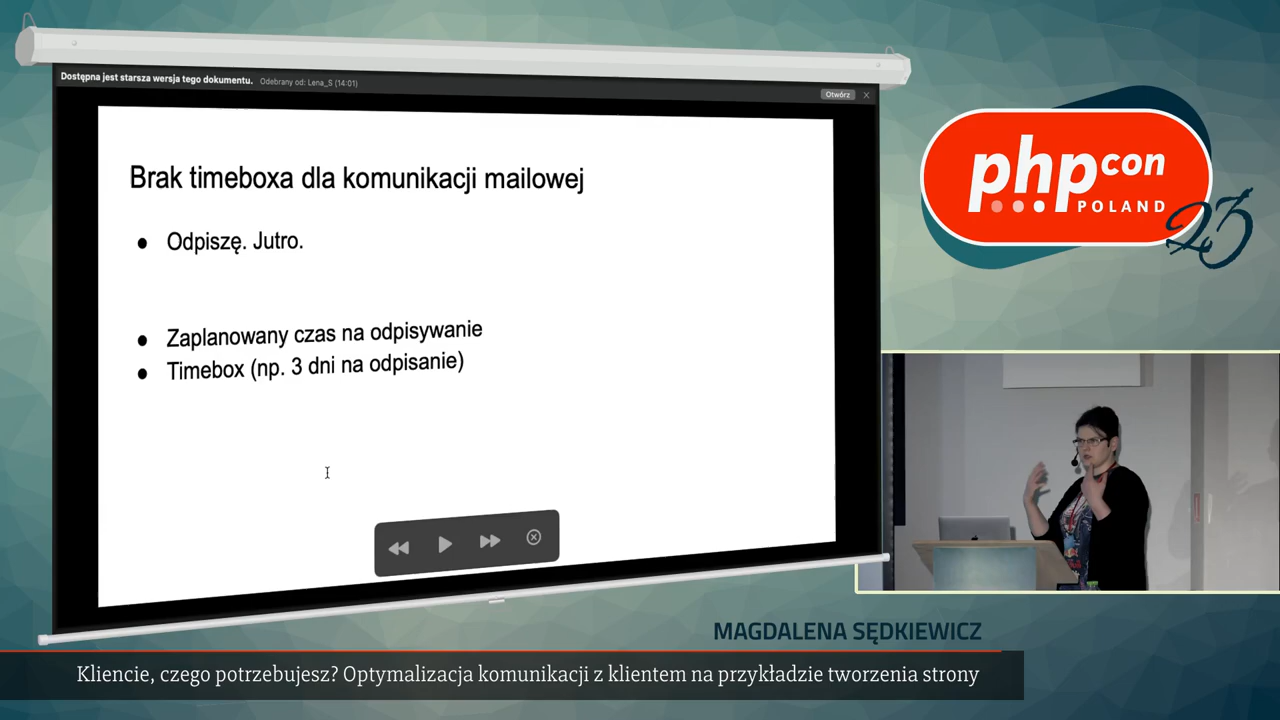 Dostępna jest starsza wersja tego dokumentu. Odebrany od: Lena_S (14:01)
Otwórz
Brak timeboxa dla komunikacji mailowej
● Odpiszę. Jutro.
● Zaplanowany czas na odpisywanie
● Timebox (np. 3 dni na odpisanie)
phpcon
POLAND
23
MAGDALENA SĘDKIEWICZ
Kliencie, czego potrzebujesz? Optymalizacja komunikacji z klientem na przykładzie tworzenia strony